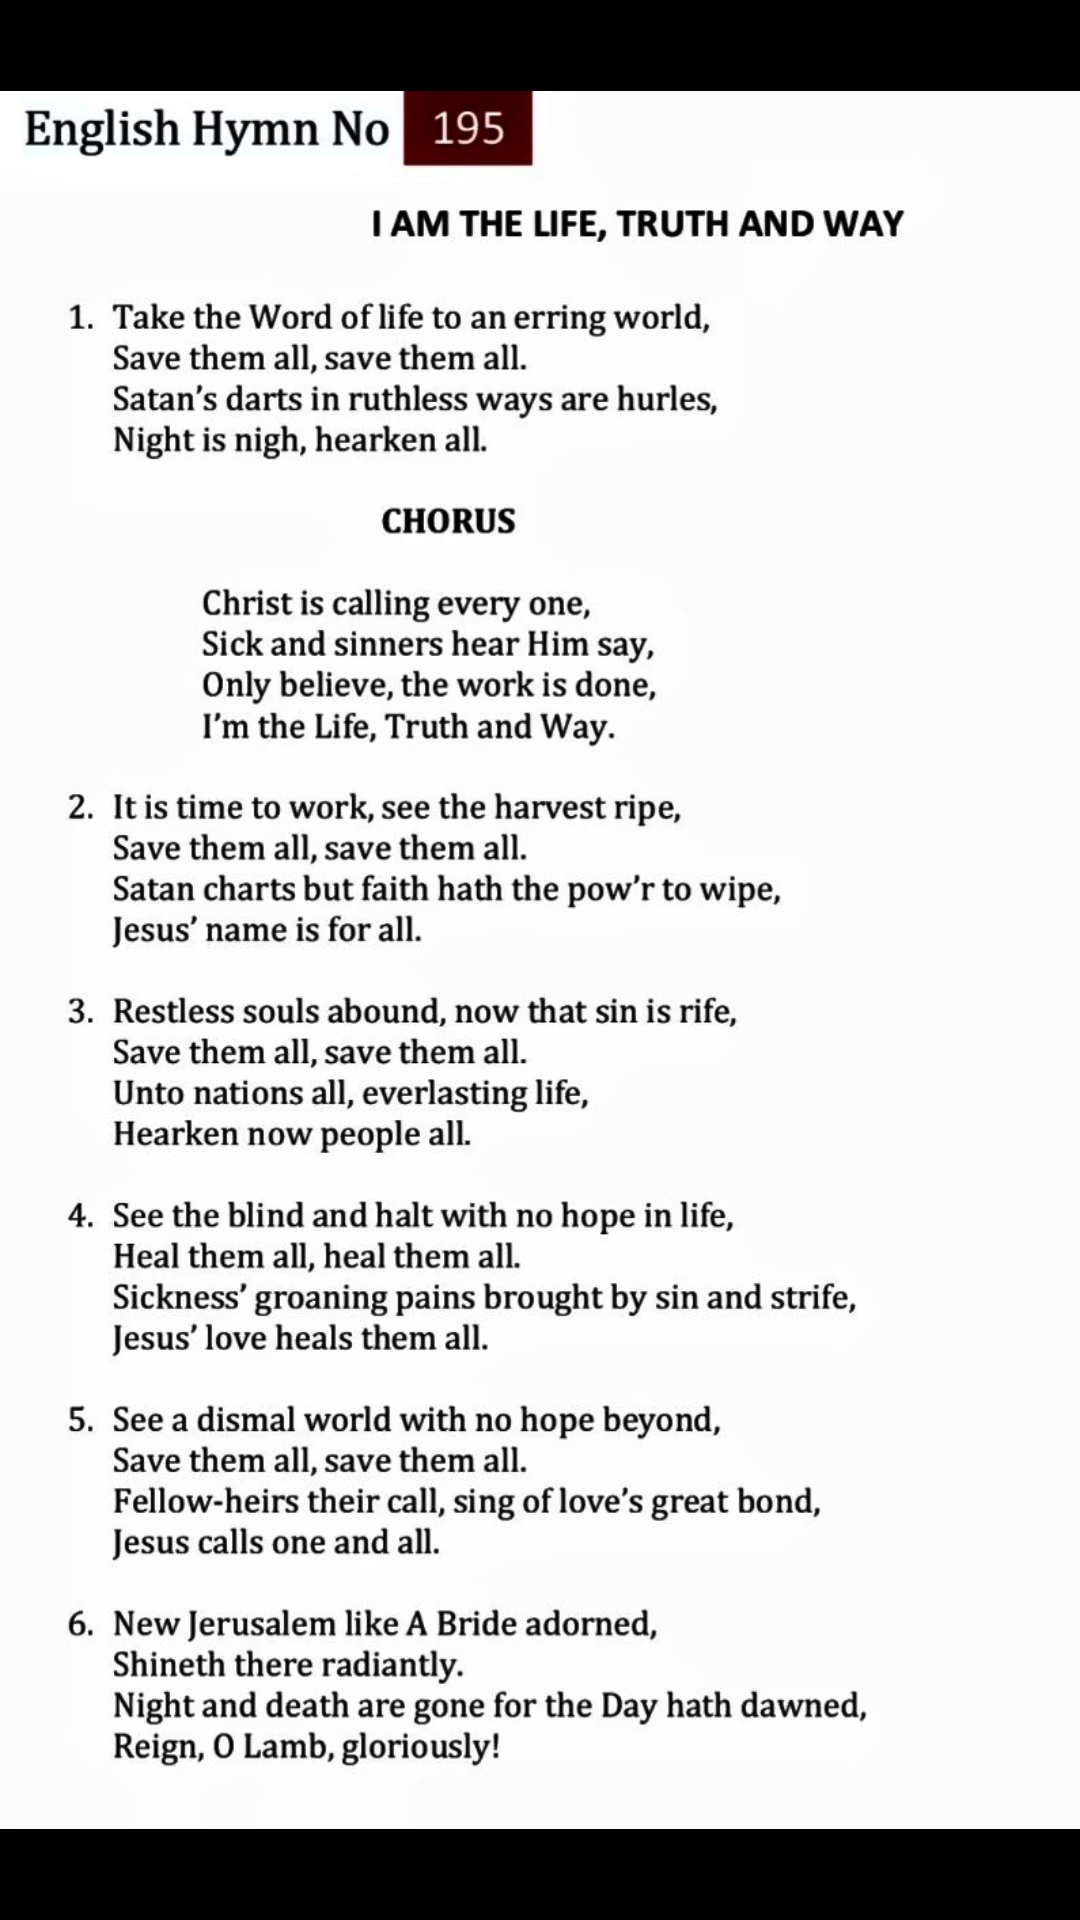 English Hymn No 195
I AM THE LIFE, TRUTH AND WAY
1. Take the Word of life to an erring world,
Save them all, save them all.
Satan's darts in ruthless ways are hurles,
Night is nigh, hearken all.
CHORUS
Christ is calling every one,
Sick and sinners hear Him say,
Only believe, the work is done,
I'm the Life, Truth and Way.
2. It is time to work, see the harvest ripe,
Save them all, save them all.
Satan charts but faith hath the pow'r to wipe,
Jesus' name is for all.
3. Restless souls abound, now that sin is rife,
Save them all, save them all.
Unto nations all, everlasting life,
Hearken now people all.
4. See the blind and halt with no hope in life,
Heal them all, heal them all.
Sickness' groaning pains brought by sin and strife,
Jesus' love heals them all.
5. See a dismal world with no hope beyond,
Save them all, save them all.
Fellow-heirs their call, sing of love's great bond,
Jesus calls one and all.
6. New Jerusalem like A Bride adorned,
Shineth there radiantly.
Night and death are gone for the Day hath dawned,
Reign, O Lamb, gloriously!